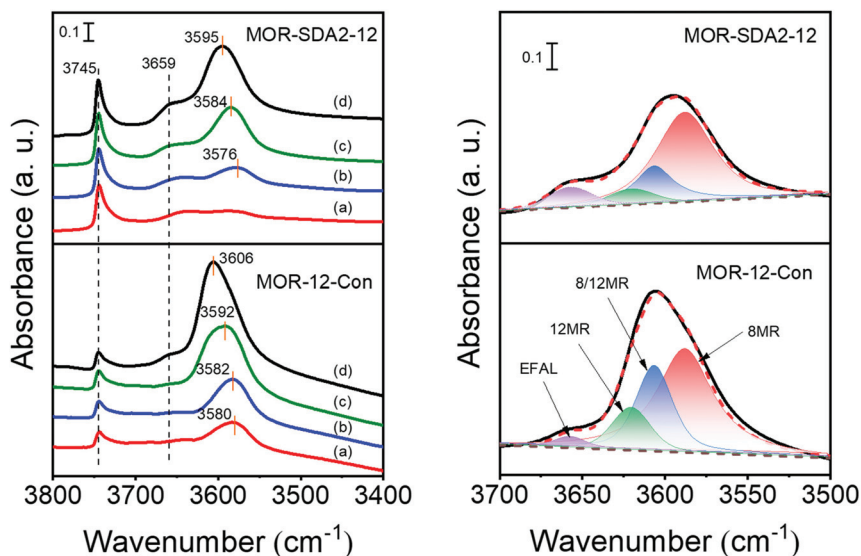 0.1
MOR-SDA2-12
3595
3745
3659
3584
3576
(d)
(c)
(b)
(a)
MOR-12-Con
3606
3592
3582
3580
(d)
(c)
(b)
(a)
Absorbance (a. u.)
3800
3700
3600
3500
3400
Wavenumber (cm⁻¹)
MOR-SDA2-12
0.1
MOR-12-Con
8/12MR
12MR
8MR
EFAL
Absorbance (a. u.)
3700
3650
3600
3550
3500
Wavenumber (cm⁻¹)